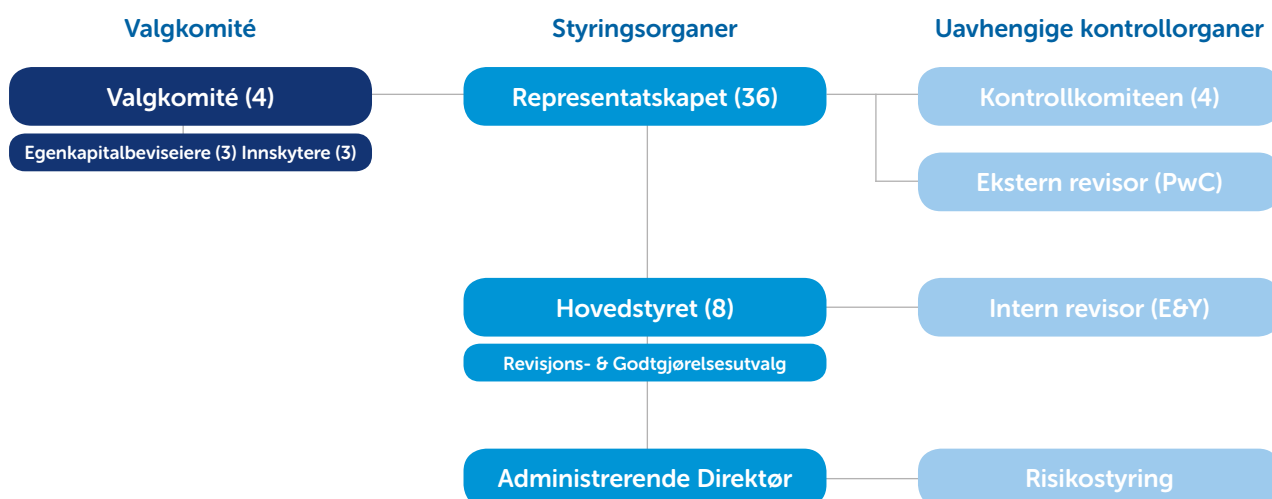 Valgkomité
Styringsorganer
Uavhengige kontrollorganer
Valgkomité (4)
Representatskapet (36)
Kontrollkomiteen (4)
Egenkapitalbeviseiere (3) Innskytere (3)
Ekstern revisor (PwC)
Hovedstyret (8)
Intern revisor (E&Y)
Revisjons- & Godtgjørelsesutvalg
Administrerende Direktør
Risikostyring